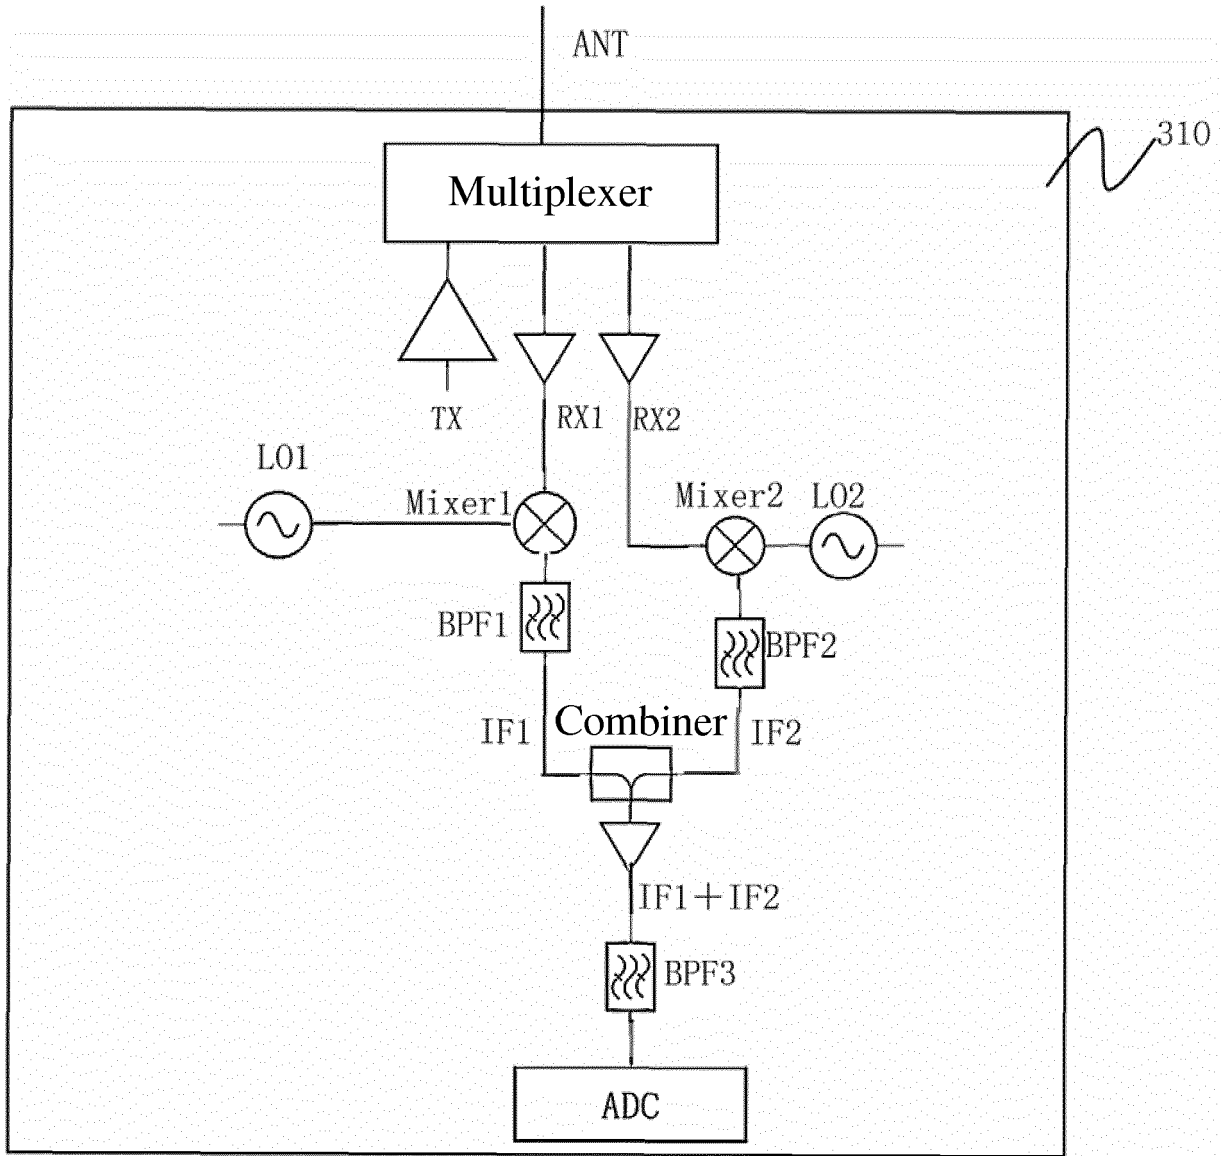 ANT
310
Multiplexer
TX
RX1
RX2
LO1
Mixer1
Mixer2
LO2
BPF1
BPF2
IF1
Combiner
IF2
IF1+IF2
BPF3
ADC